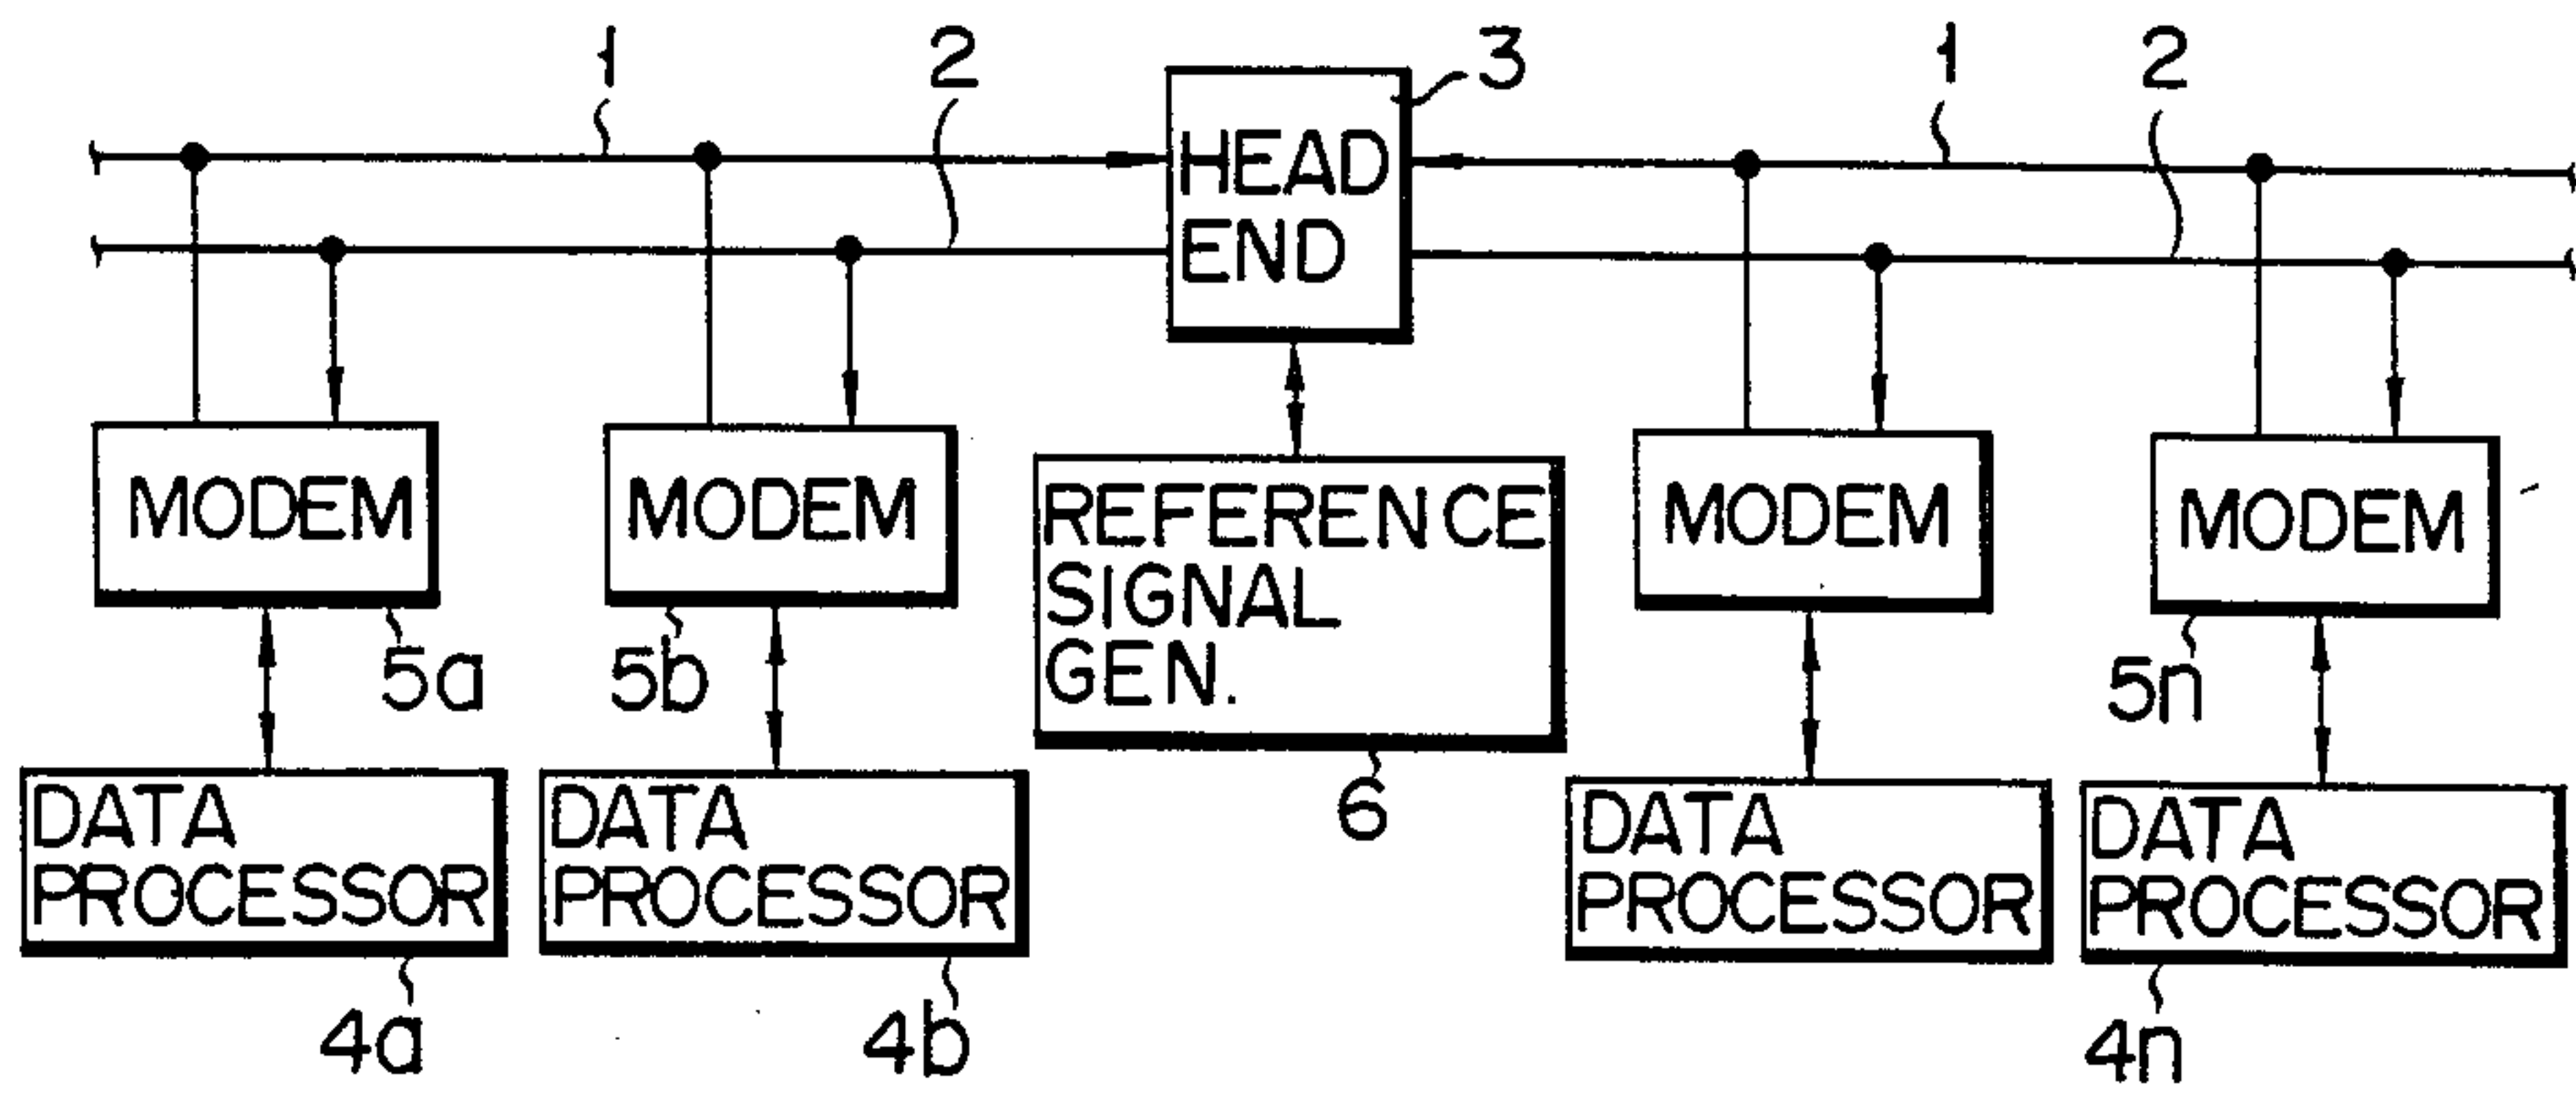 1
2
3
1
2
HEAD
END
MODEM
MODEM
REFERENCE
SIGNAL
GEN.
MODEM
MODEM
5a
5b
5n
6
DATA
PROCESSOR
DATA
PROCESSOR
DATA
PROCESSOR
DATA
PROCESSOR
4a
4b
4n